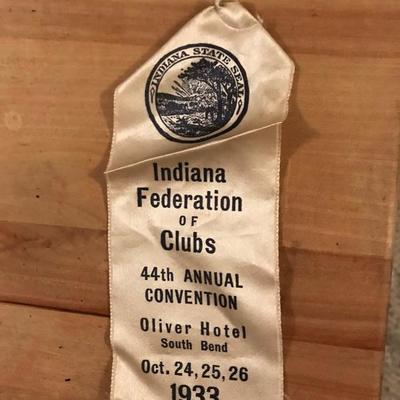 INDIANA STATE SEAL
Indiana
Federation
OF
Clubs
44th ANNUAL
CONVENTION
Oliver Hotel
South Bend
Oct. 24, 25, 26
1933